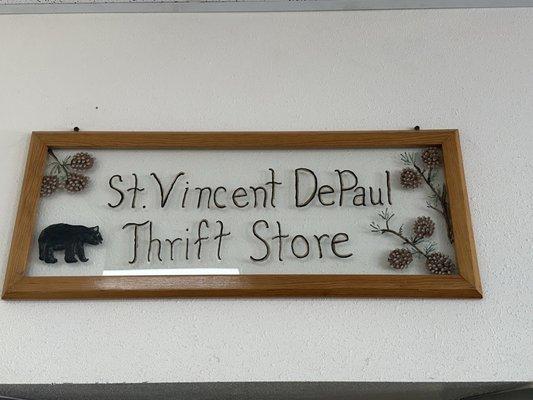 St. Vincent DePaul
Thrift Store